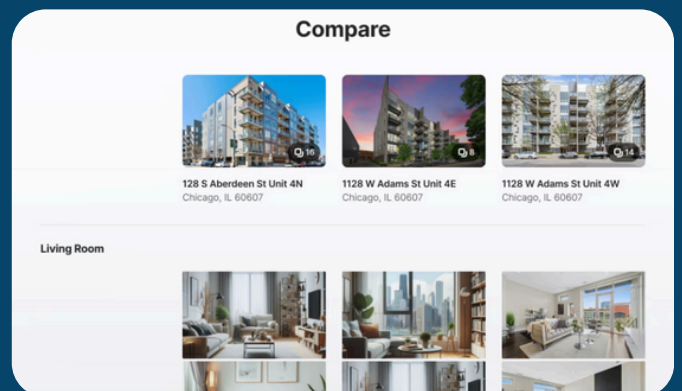 Compare
16
8
14
128 S Aberdeen St Unit 4N
Chicago, IL 60607
1128 W Adams St Unit 4E
Chicago, IL 60607
1128 W Adams St Unit 4W
Chicago, IL 60607
Living Room